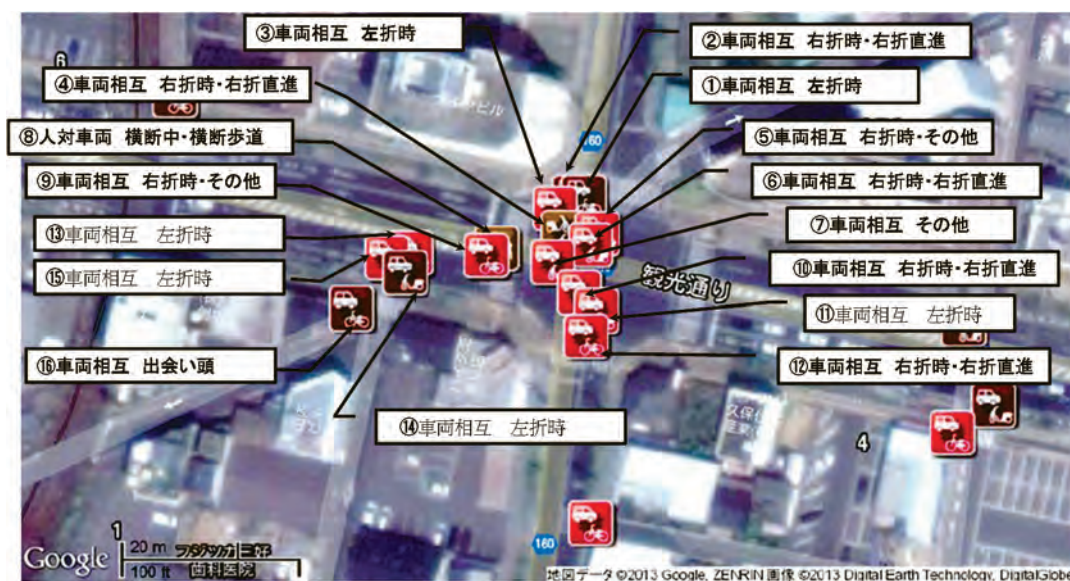 ③車両相互 左折時
②車両相互 右折時・右折直進
④車両相互 右折時・右折直進
①車両相互 左折時
⑧人対車両 横断中・横断歩道
⑤車両相互 右折時・その他
⑨車両相互 右折時・その他
⑥車両相互 右折時・右折直進
⑬車両相互 左折時
⑦車両相互 その他
⑮車両相互 左折時
⑩車両相互 右折時・右折直進
⑪車両相互 左折時
⑯車両相互 出会い頭
⑫車両相互 右折時・右折直進
⑭車両相互 左折時
6
160
観光通り
4
160
1
20 m
100 ft
歯科医院
Google
地図データ ©2013 Google, ZENRIN 画像 ©2013 Digital Earth Technology, DigitalGlobe